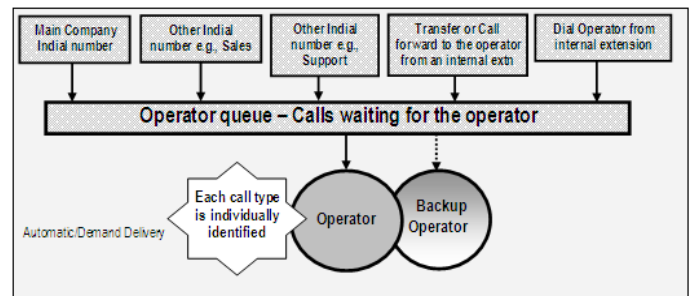 Main Company
Indial number
Other Indial
number e.g., Sales
Other Indial
number e.g.,
Support
Transfer or Call
forward to the operator
from an internal extn
Dial Operator from
internal extension
Operator queue – Calls waiting for the operator
Each call type
is individually
identified
Operator
Backup
Operator
Automatic/Demand Delivery